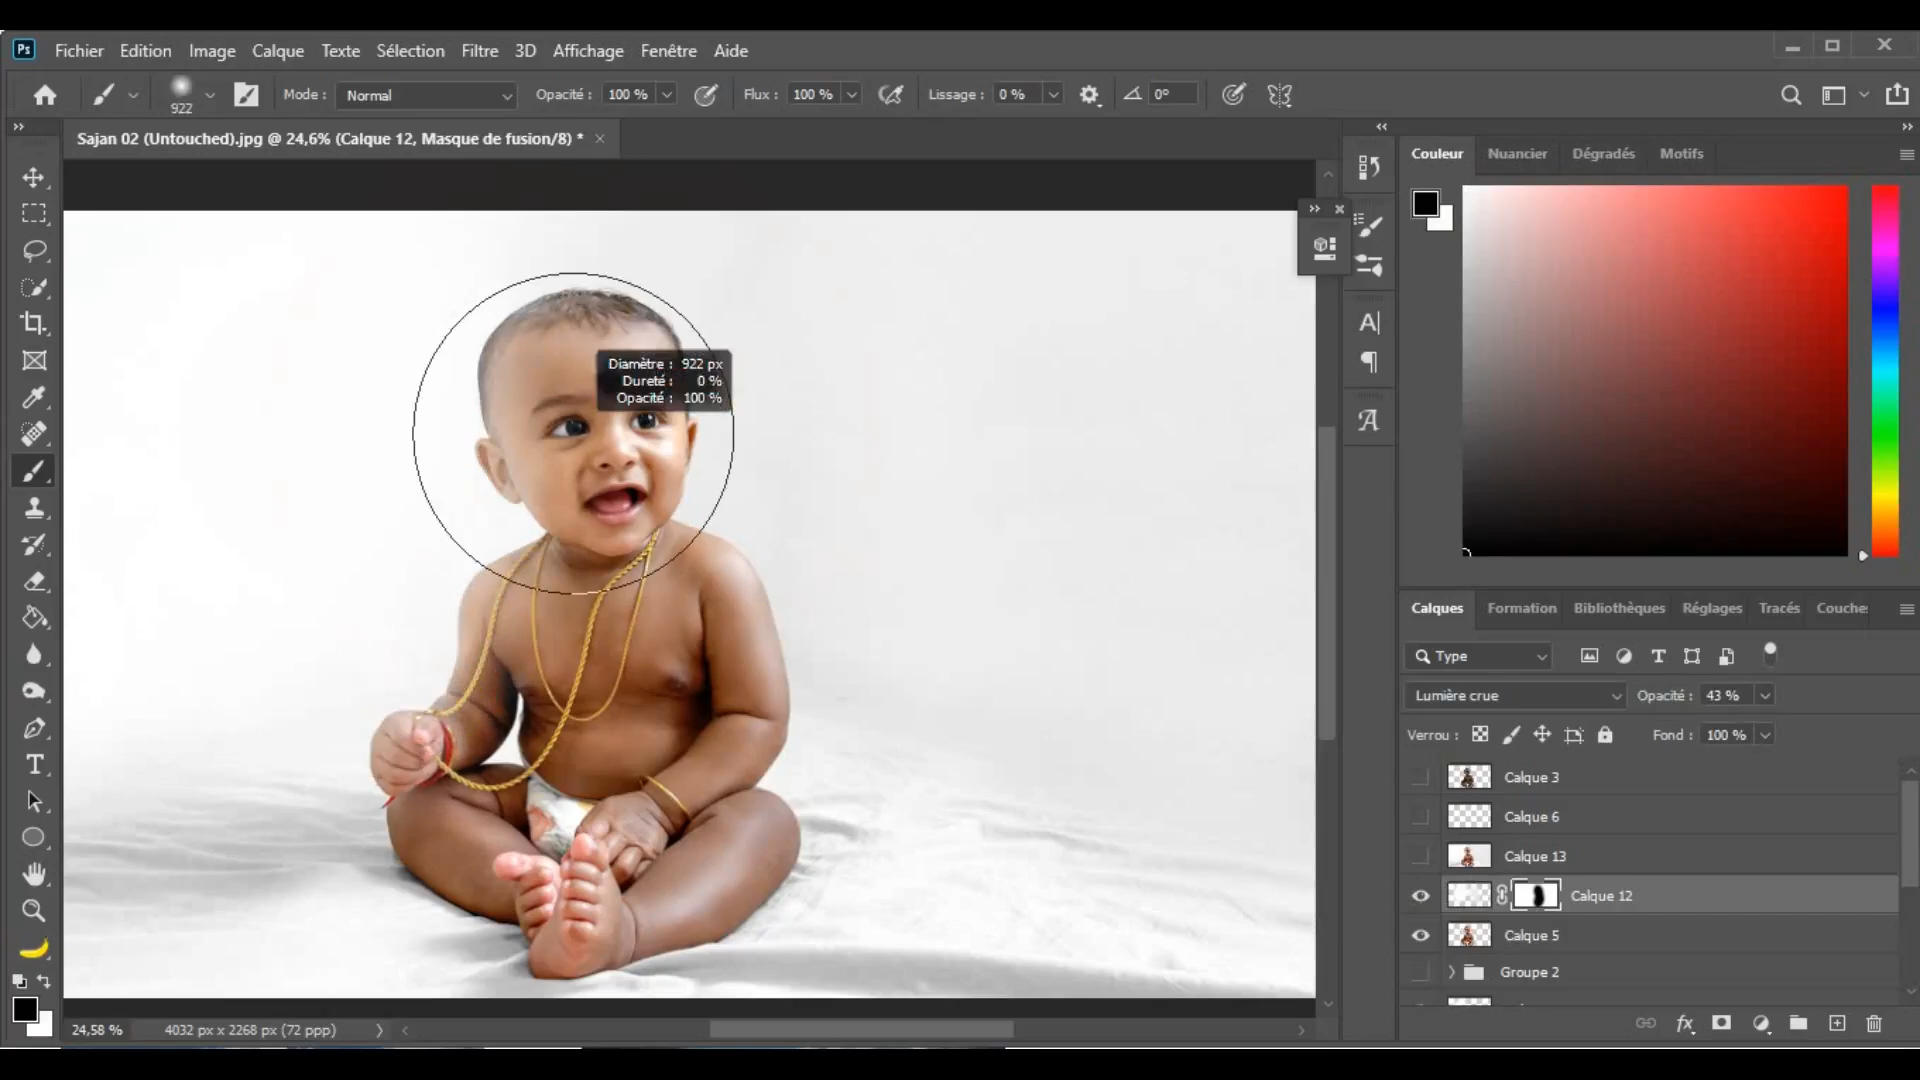 Ps Fichier Edition Image Calque Texte Sélection Filtre 3D Affichage Fenêtre Aide
922 Mode : Normal Opacité : 100 % Flux : 100 % Lissage : 0 % 0°
Sajan 02 (Untouched).jpg @ 24,6% (Calque 12, Masque de fusion/8) * ×
Couleur Nuancier Dégradés Motifs
Diamètre : 922 px
Dureté : 0 %
Opacité : 100 %
Calques Formation Bibliothèques Réglages Tracés Couche
Type
Lumière crue Opacité : 43 %
Verrou : Fond : 100 %
Calque 3
Calque 6
Calque 13
Calque 12
Calque 5
Groupe 2
24,58 % 4032 px x 2268 px (72 ppp)